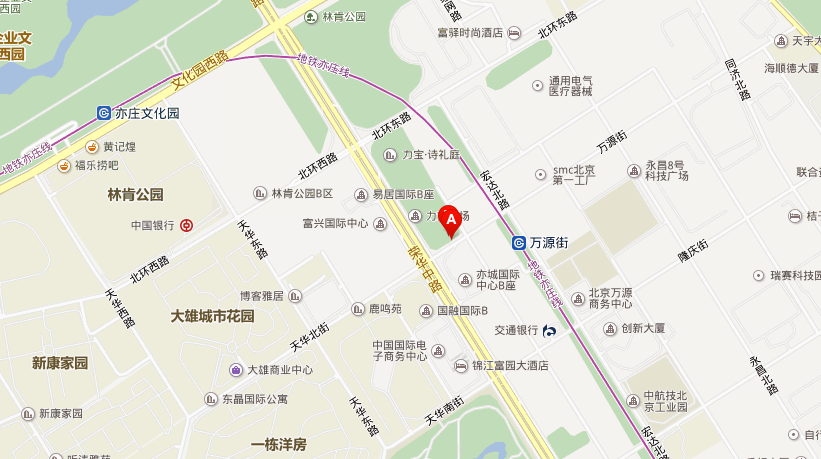 林肯公园
富驿时尚酒店
北环东路
天宇大
海顺德大厦
企业文
西园
文化园西路
地铁亦庄线
通用电气
医疗器械
同济北路
亦庄文化园
黄记煌
福乐捞吧
地铁亦庄线
北环东路
力宝·诗礼庭
万源街
smc北京
第一工厂
永昌8号
科技广场
联合
北环西路
宏达北路
林肯公园
林肯公园B区
易居国际B座
中国银行
富兴国际中心
力
场
A
桔子
天华东路
万源街
隆庆街
荣华中路
北环西路
亦城国际
中心B座
地铁亦庄线
瑞赛科技园
天华西路
博客雅居
鹿鸣苑
国融国际B
北京万源
商务中心
大雄城市花园
交通银行
创新大厦
天华北街
中国国际电
子商务中心
新康家园
大雄商业中心
锦江富园大酒店
永昌北路
东晶国际公寓
中航技北
京工业园
新康家园
天华东路
天华南街
宏达北路
自行
一栋洋房